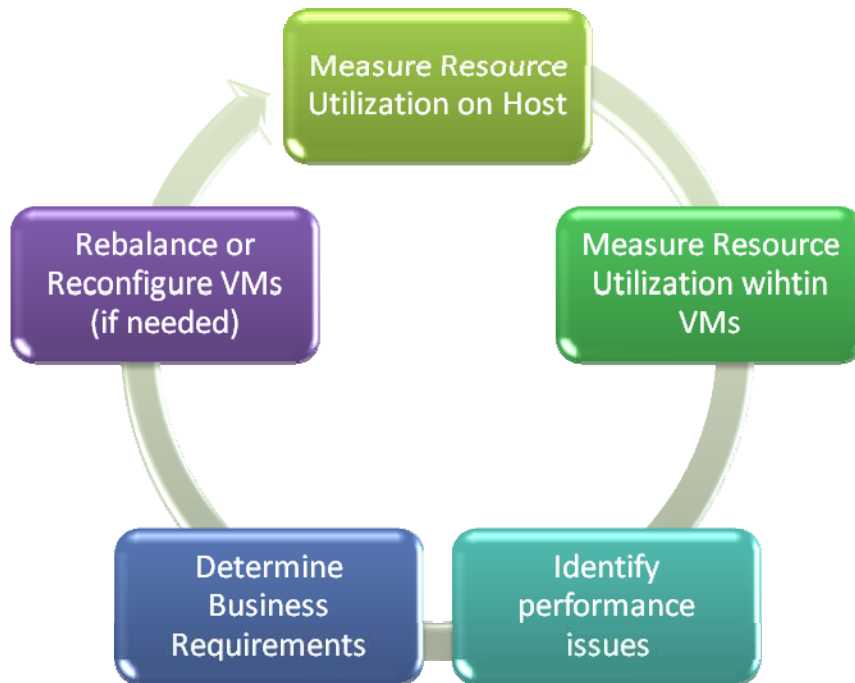 Measure Resource
Utilization on Host
Measure Resource
Utilization wihtin
VMs
Identify
performance
issues
Determine
Business
Requirements
Rebalance or
Reconfigure VMs
(if needed)